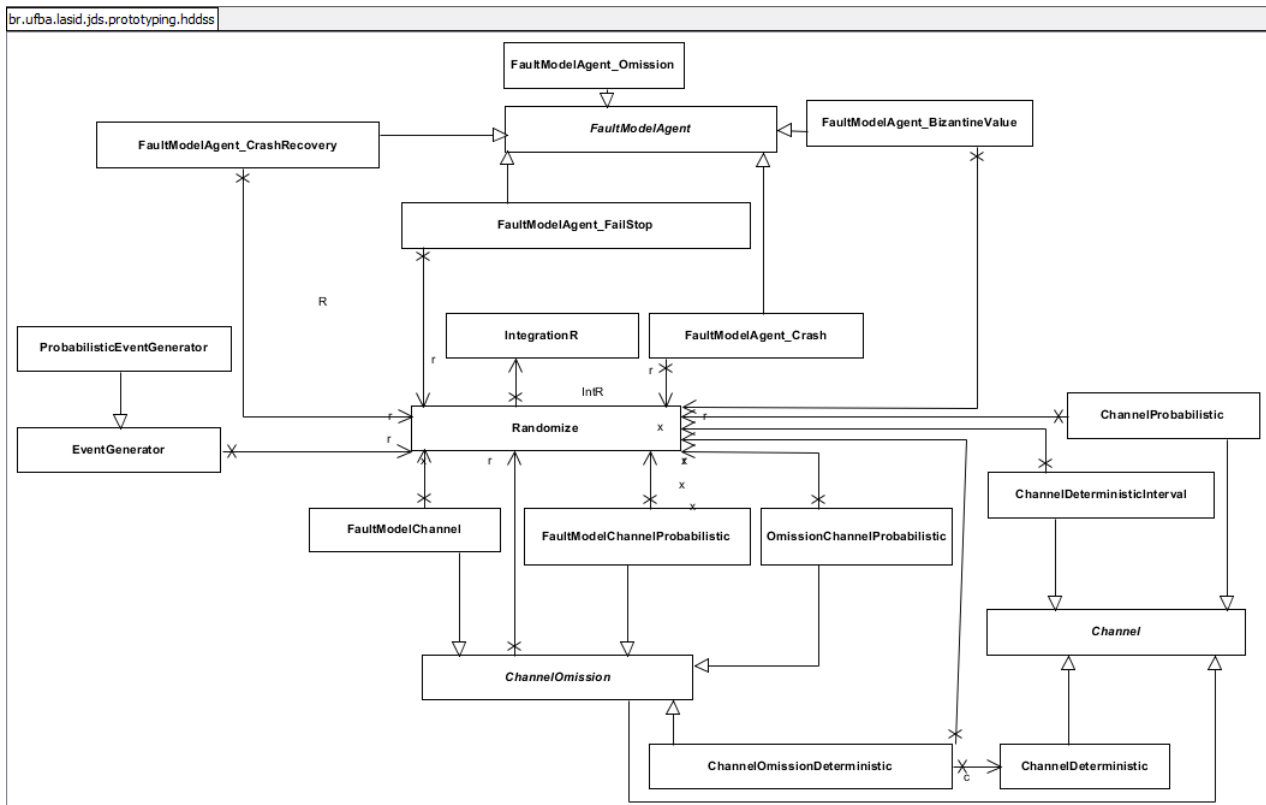 br.ufba.lasid.jds.prototyping.hddss
FaultModelAgent_Omission
FaultModelAgent
FaultModelAgent_BizantineValue
FaultModelAgent_CrashRecovery
FaultModelAgent_FailStop
R
IntegrationR
FaultModelAgent_Crash
ProbabilisticEventGenerator
r
r
IntR
ChannelProbabilistic
r
r
Randomize
x
EventGenerator
r
r
x
r
x
x
x
ChannelDeterministicInterval
FaultModelChannel
FaultModelChannelProbabilistic
OmissionChannelProbabilistic
Channel
ChannelOmission
ChannelOmissionDeterministic
ChannelDeterministic
c